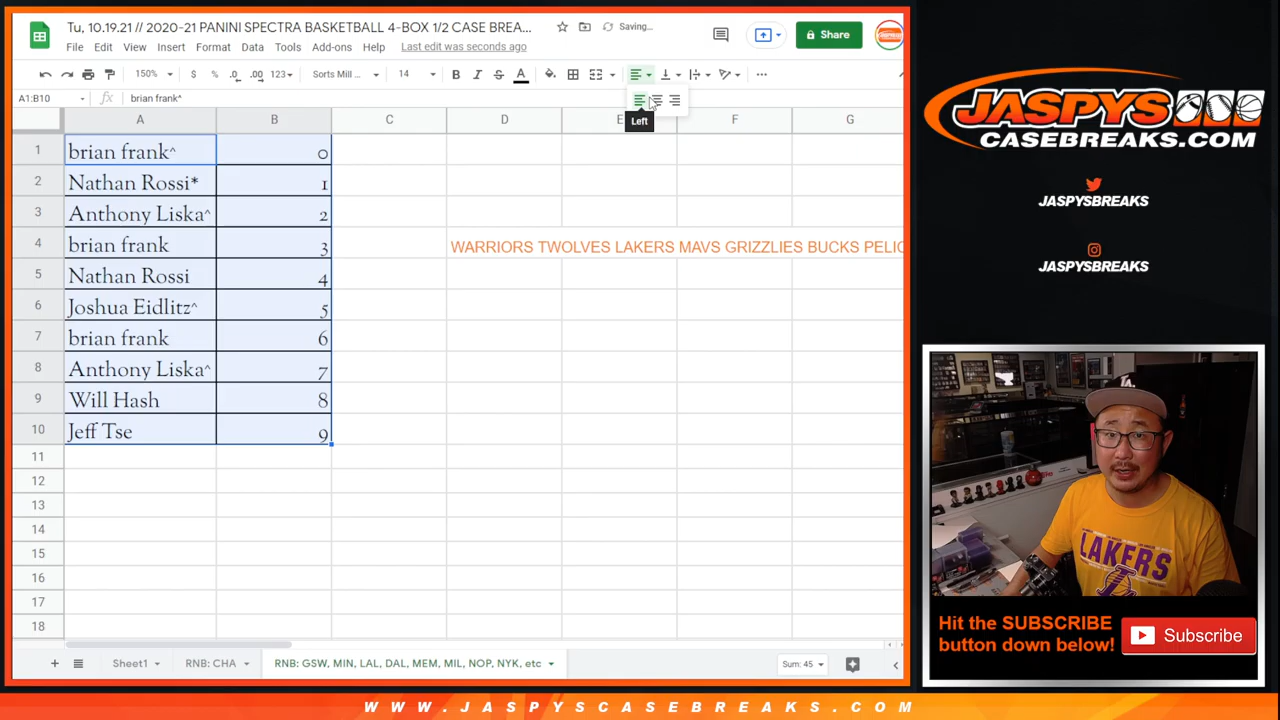 Tu, 10.19.21 // 2020-21 PANINI SPECTRA BASKETBALL 4-BOX 1/2 CASE BREA...
Saving...
Share
File Edit View Insert Format Data Tools Add-ons Help Last edit was seconds ago
150% $ % .0 .00 123 Sorts Mill ... 14 B I S A
A1:B10 fx brian frank^
Left
A B C D E F G
1 brian frank^ 0
2 Nathan Rossi* 1
3 Anthony Liska^ 2
4 brian frank 3 WARRIORS TWOLVES LAKERS MAVS GRIZZLIES BUCKS PELIC
5 Nathan Rossi 4
6 Joshua Eidlitz^ 5
7 brian frank 6
8 Anthony Liska^ 7
9 Will Hash 8
10 Jeff Tse 9
11
12
13
14
15
16
17
18
Sheet1 RNB: CHA RNB: GSW, MIN, LAL, DAL, MEM, MIL, NOP, NYK, etc Sum: 45
JASPYS
CASEBREAKS.COM
JASPYSBREAKS
JASPYSBREAKS
LAKERS
Hit the SUBSCRIBE
button down below!
Subscribe
WWW.JASPYSCASEBREAKS.COM